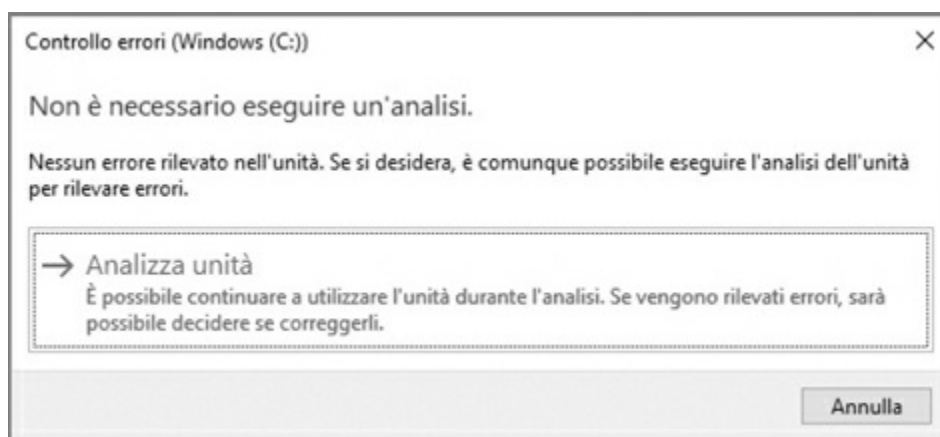 Controllo errori (Windows (C:))
Non è necessario eseguire un'analisi.
Nessun errore rilevato nell'unità. Se si desidera, è comunque possibile eseguire l'analisi dell'unità
per rilevare errori.
Analizza unità
È possibile continuare a utilizzare l'unità durante l'analisi. Se vengono rilevati errori, sarà
possibile decidere se correggerli.
Annulla